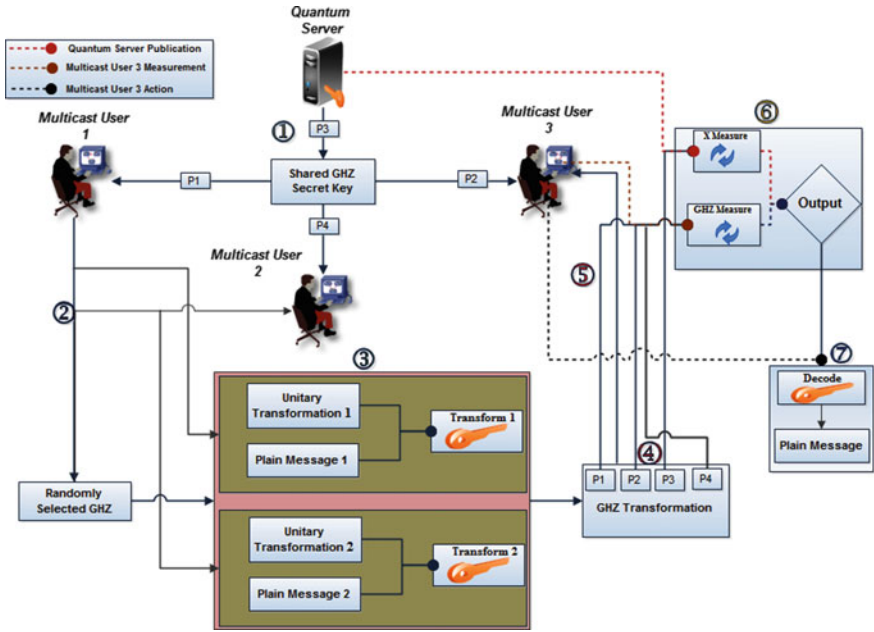 Quantum
Server
Quantum Server Publication
Multicast User 3 Measurement
Multicast User 3 Action
Multicast User
1
①
P3
Multicast User
3
⑥
X Measure
P1
Shared GHZ
Secret Key
P2
GHZ Measure
Output
P4
Multicast User
2
⑤
②
③
⑦
Unitary
Transformation 1
Plain Message 1
Transform 1
Decode
Plain Message
④
P1
P2
P3
P4
GHZ Transformation
Randomly
Selected GHZ
Unitary
Transformation 2
Plain Message 2
Transform 2